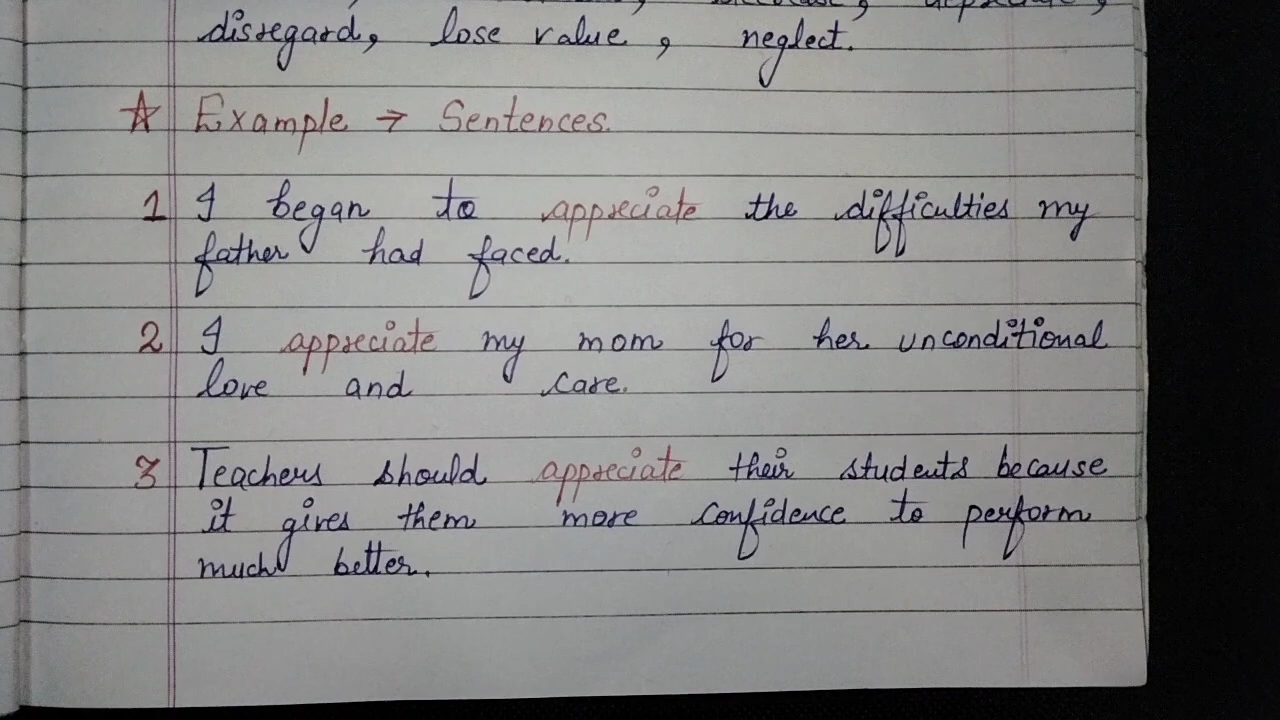 disregard, lose value, neglect.
☆ Example → Sentences.
1 I began to appreciate the difficulties my
father had faced.
2 I appreciate my mom for her unconditional
love and care.
3 Teachers should appreciate their students because
it gives them more confidence to perform
much better.